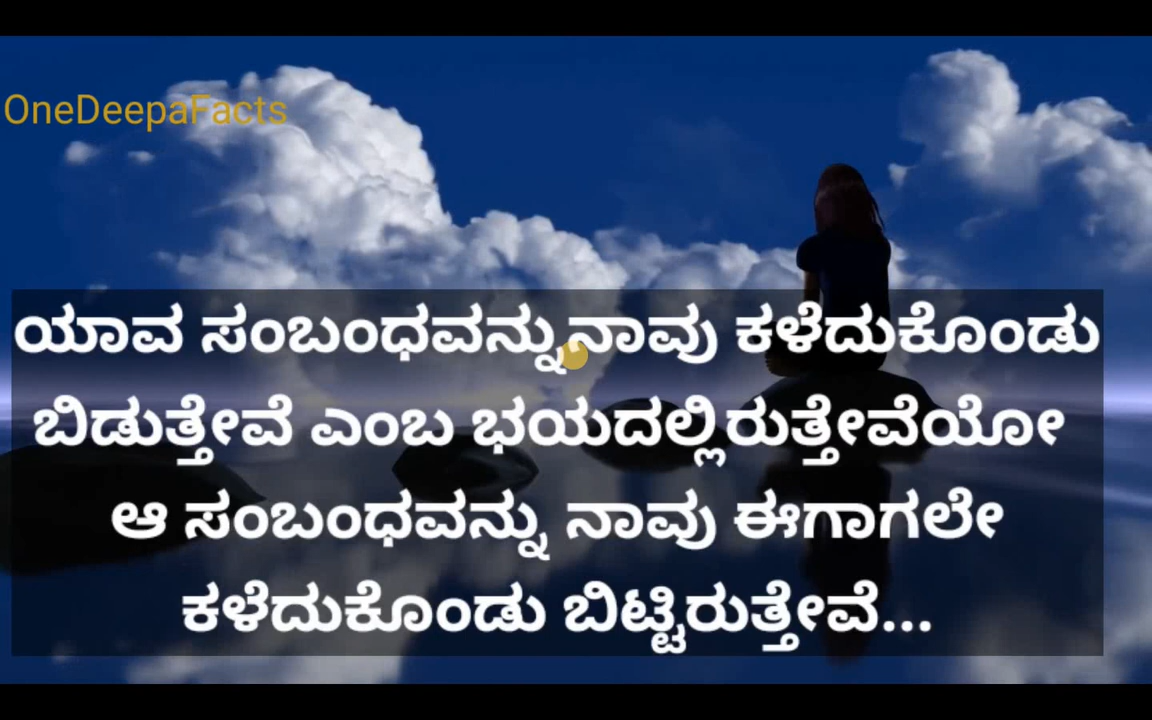 OneDeepaFacts
ಯಾವ ಸಂಬಂಧವನ್ನುನಾವು ಕಳೆದುಕೊಂಡು
ಬಿಡುತ್ತೇವೆ ಎಂಬ ಭಯದಲ್ಲಿರುತ್ತೇವೆಯೋ
ಆ ಸಂಬಂಧವನ್ನು ನಾವು ಈಗಾಗಲೇ
ಕಳೆದುಕೊಂಡು ಬಿಟ್ಟಿರುತ್ತೇವೆ...